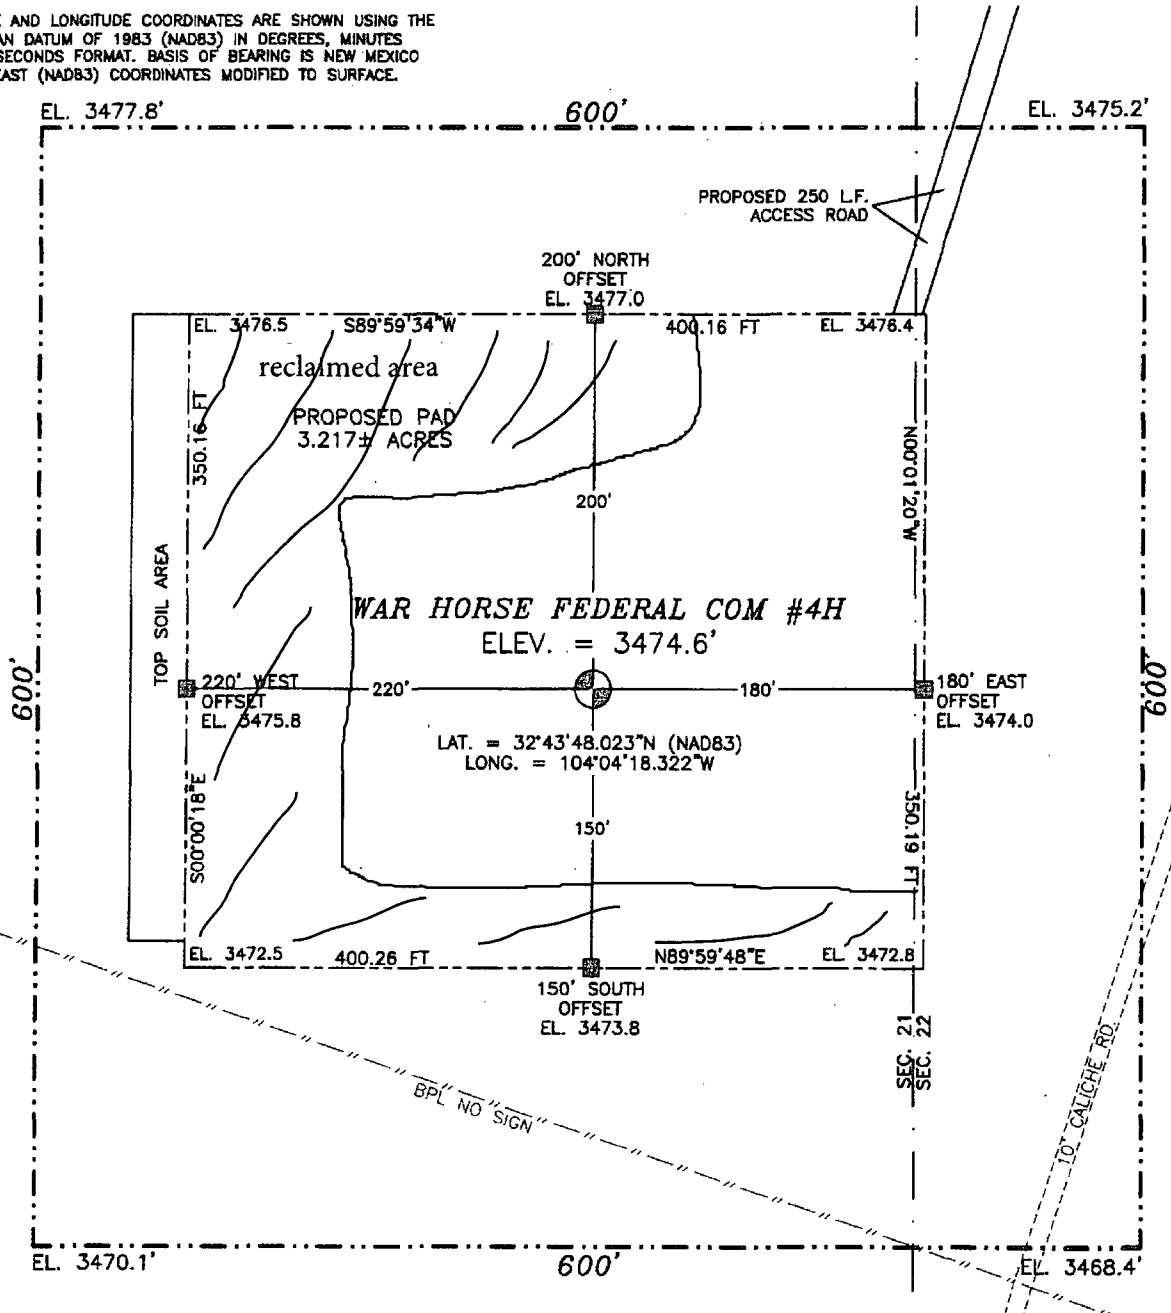 E AND LONGITUDE COORDINATES ARE SHOWN USING THE
AN DATUM OF 1983 (NAD83) IN DEGREES, MINUTES
SECONDS FORMAT. BASIS OF BEARING IS NEW MEXICO
EAST (NAD83) COORDINATES MODIFIED TO SURFACE.
EL. 3477.8'
600'
EL. 3475.2'
PROPOSED 250 L.F.
ACCESS ROAD
200' NORTH
OFFSET
EL. 3477.0
EL. 3476.5
S89°59'34"W
400.16 FT
EL. 3476.4
reclaimed area
PROPOSED PAD
3.217± ACRES
350.16 FT
N00°01'20"W
200'
TOP SOIL AREA
WAR HORSE FEDERAL COM #4H
ELEV. = 3474.6'
600'
220' WEST
OFFSET
EL. 3475.8
220'
180'
180' EAST
OFFSET
EL. 3474.0
600'
LAT. = 32°43'48.023"N (NAD83)
LONG. = 104°04'18.322"W
S00°00'18"E
150'
350.19 FT
EL. 3472.5
400.26 FT
N89°59'48"E
EL. 3472.8
150' SOUTH
OFFSET
EL. 3473.8
SEC. 21
SEC. 22
BPL NO SIGN
10' CALICHE RD
EL. 3470.1'
600'
EL. 3468.4'